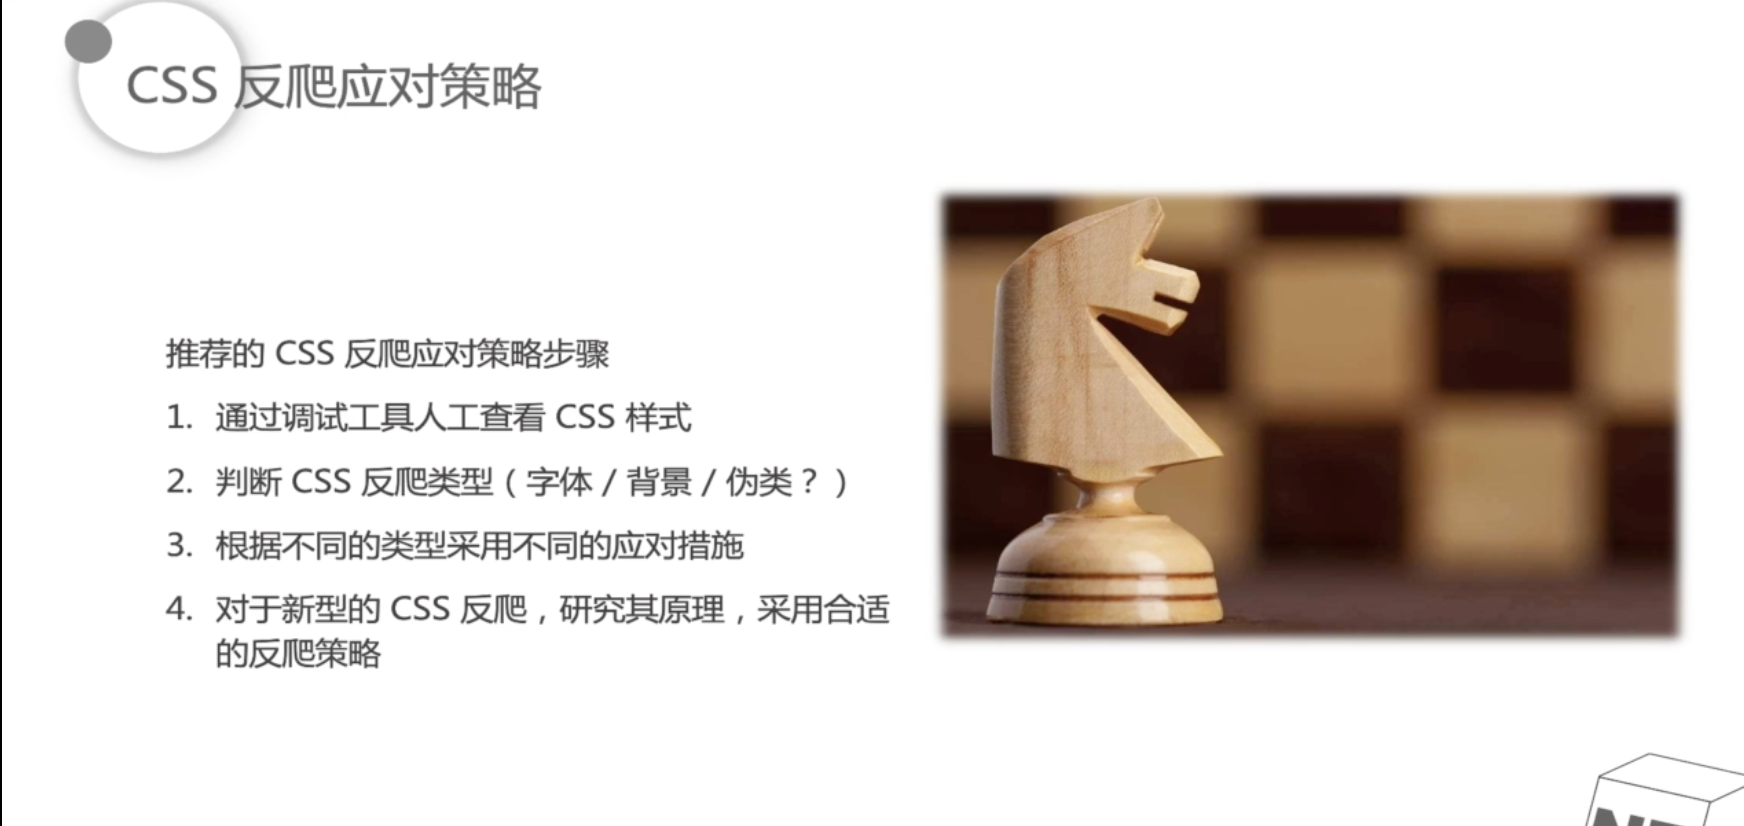 CSS 反爬应对策略
推荐的 CSS 反爬应对策略步骤
1. 通过调试工具人工查看 CSS 样式
2. 判断 CSS 反爬类型（字体 / 背景 / 伪类？）
3. 根据不同的类型采用不同的应对措施
4. 对于新型的 CSS 反爬，研究其原理，采用合适
的反爬策略